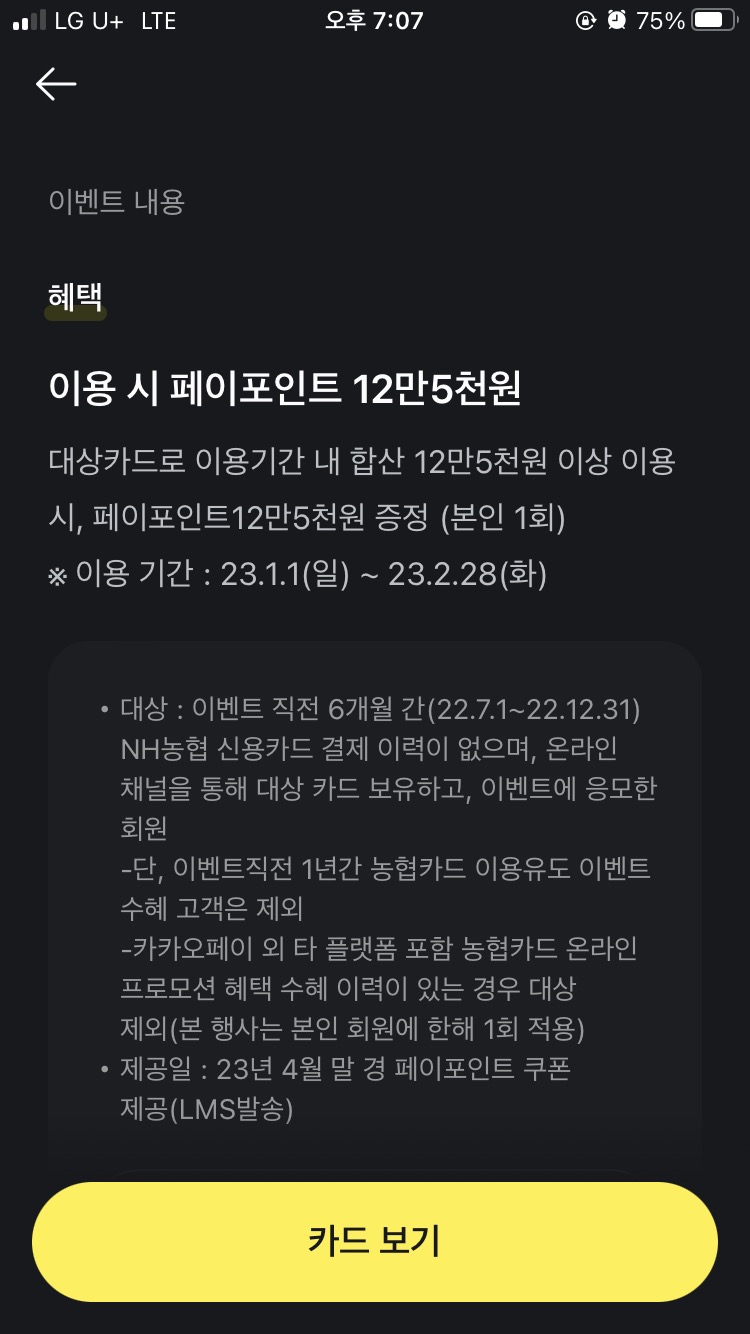 LG U+ LTE 오후 7:07 75%
이벤트 내용
혜택
이용 시 페이포인트 12만5천원
대상카드로 이용기간 내 합산 12만5천원 이상 이용
시, 페이포인트12만5천원 증정 (본인 1회)
※ 이용 기간 : 23.1.1(일) ~ 23.2.28(화)
• 대상 : 이벤트 직전 6개월 간(22.7.1~22.12.31)
NH농협 신용카드 결제 이력이 없으며, 온라인
채널을 통해 대상 카드 보유하고, 이벤트에 응모한
회원
-단, 이벤트직전 1년간 농협카드 이용유도 이벤트
수혜 고객은 제외
-카카오페이 외 타 플랫폼 포함 농협카드 온라인
프로모션 혜택 수혜 이력이 있는 경우 대상
제외(본 행사는 본인 회원에 한해 1회 적용)
• 제공일 : 23년 4월 말 경 페이포인트 쿠폰
제공(LMS발송)
카드 보기